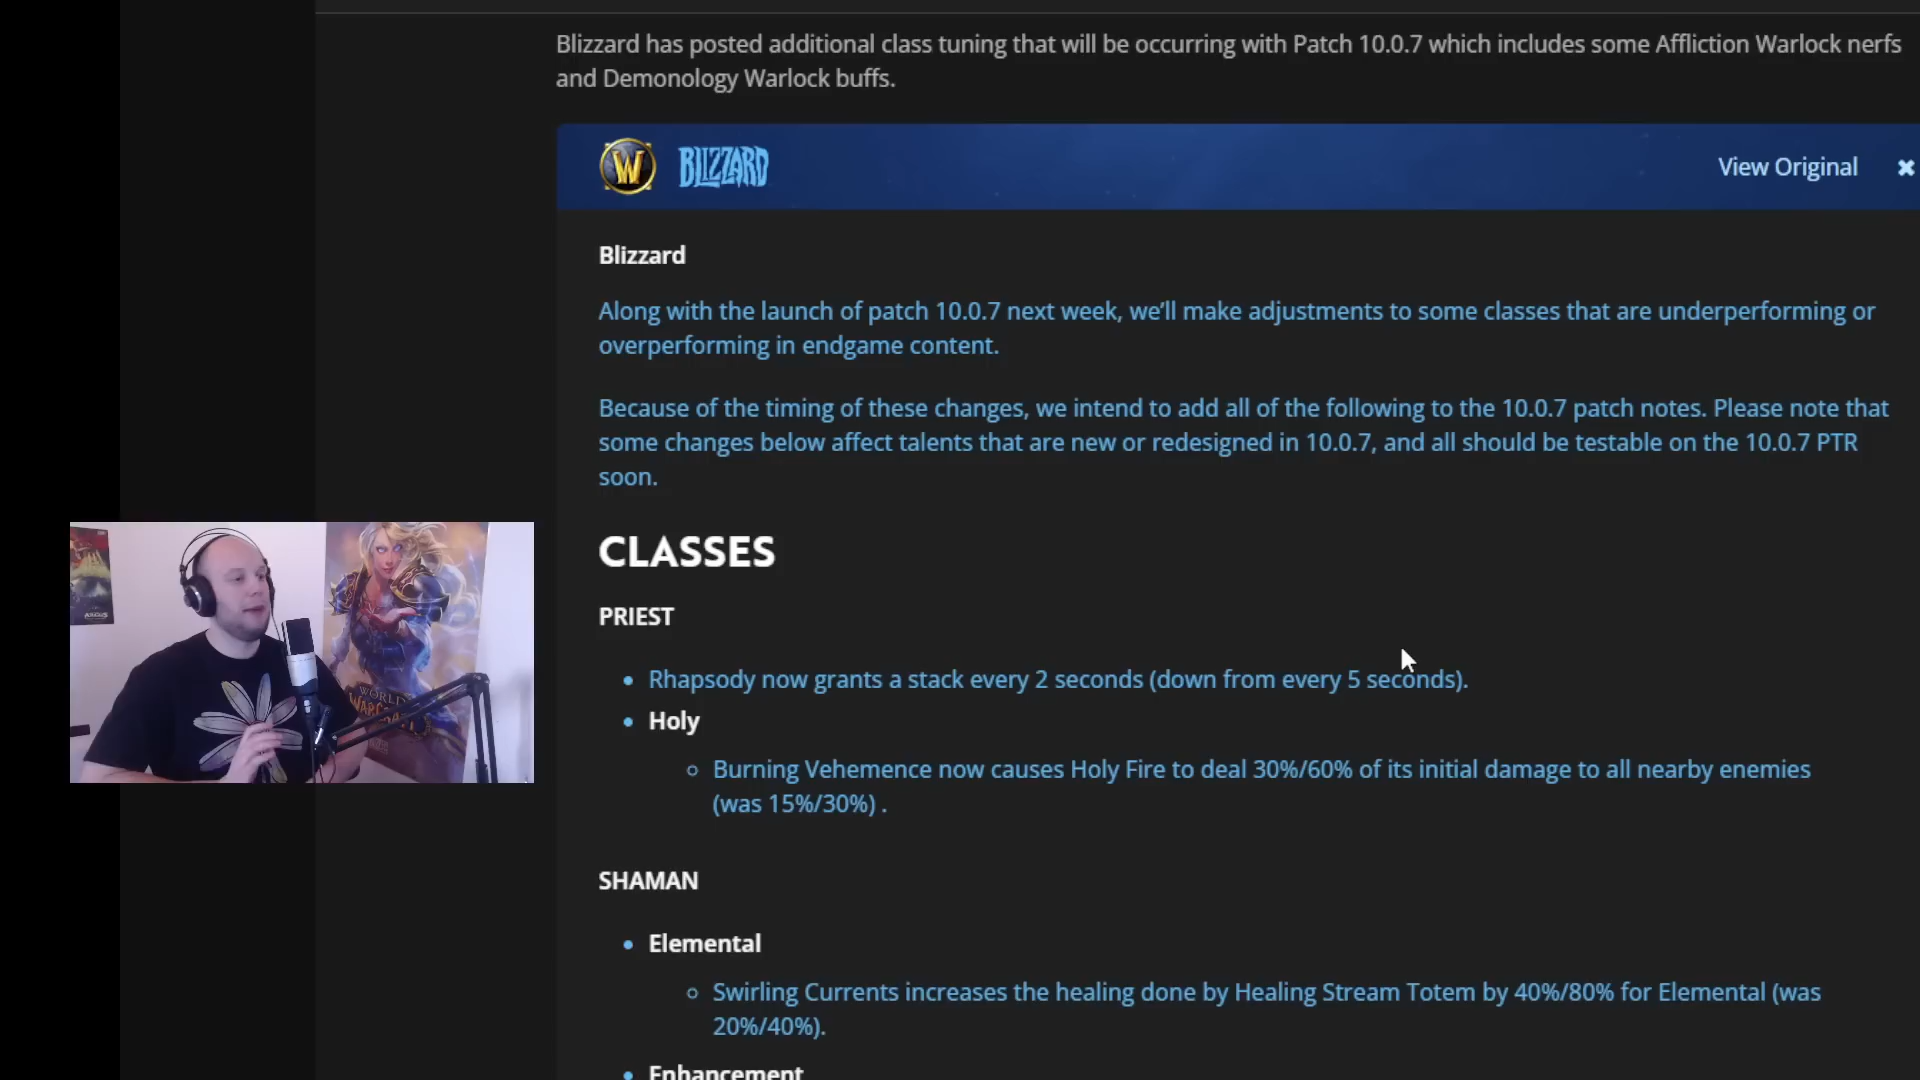 Blizzard has posted additional class tuning that will be occurring with Patch 10.0.7 which includes some Affliction Warlock nerfs
and Demonology Warlock buffs.
W BLIZZARD
View Original ✖
Blizzard
Along with the launch of patch 10.0.7 next week, we’ll make adjustments to some classes that are underperforming or
overperforming in endgame content.
Because of the timing of these changes, we intend to add all of the following to the 10.0.7 patch notes. Please note that
some changes below affect talents that are new or redesigned in 10.0.7, and all should be testable on the 10.0.7 PTR
soon.
CLASSES
PRIEST
Rhapsody now grants a stack every 2 seconds (down from every 5 seconds).
Holy
Burning Vehemence now causes Holy Fire to deal 30%/60% of its initial damage to all nearby enemies
(was 15%/30%) .
SHAMAN
Elemental
Swirling Currents increases the healing done by Healing Stream Totem by 40%/80% for Elemental (was
20%/40%).
Enhancement
ARGUS
WORLD
WARCRAFT